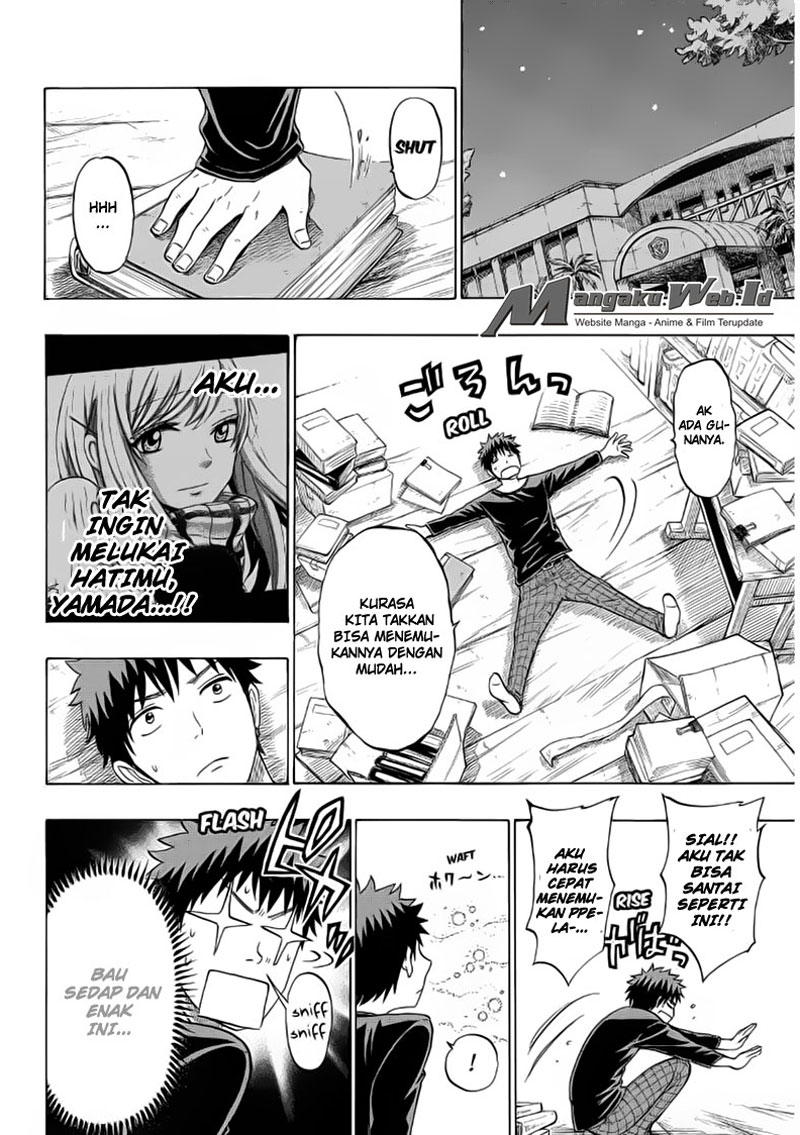 SHUT
HHH
...
Mangaku.Web.Id
Website Manga - Anime & Film Terupdate
AK
ADA GU-
NANYA.
ごろんっ
ROLL
KURASA
KITA TAKKAN
BISA MENEMU-
KANNYA DENGAN
MUDAH...
AKU...
TAK
INGIN
MELUKAI
HATIMU,
YAMADA...!!
SIAL!!
AKU TAK
BISA
SANTAI
SEPERTI
INI!!
AKU
HARUS
CEPAT
MENEMU-
KAN PPE-
LA-...
RISE
がばっ
WAFT
ホワ〜ン…
!
FLASH
sniff
sniff
BAU
SEDAP DAN
ENAK
INI...